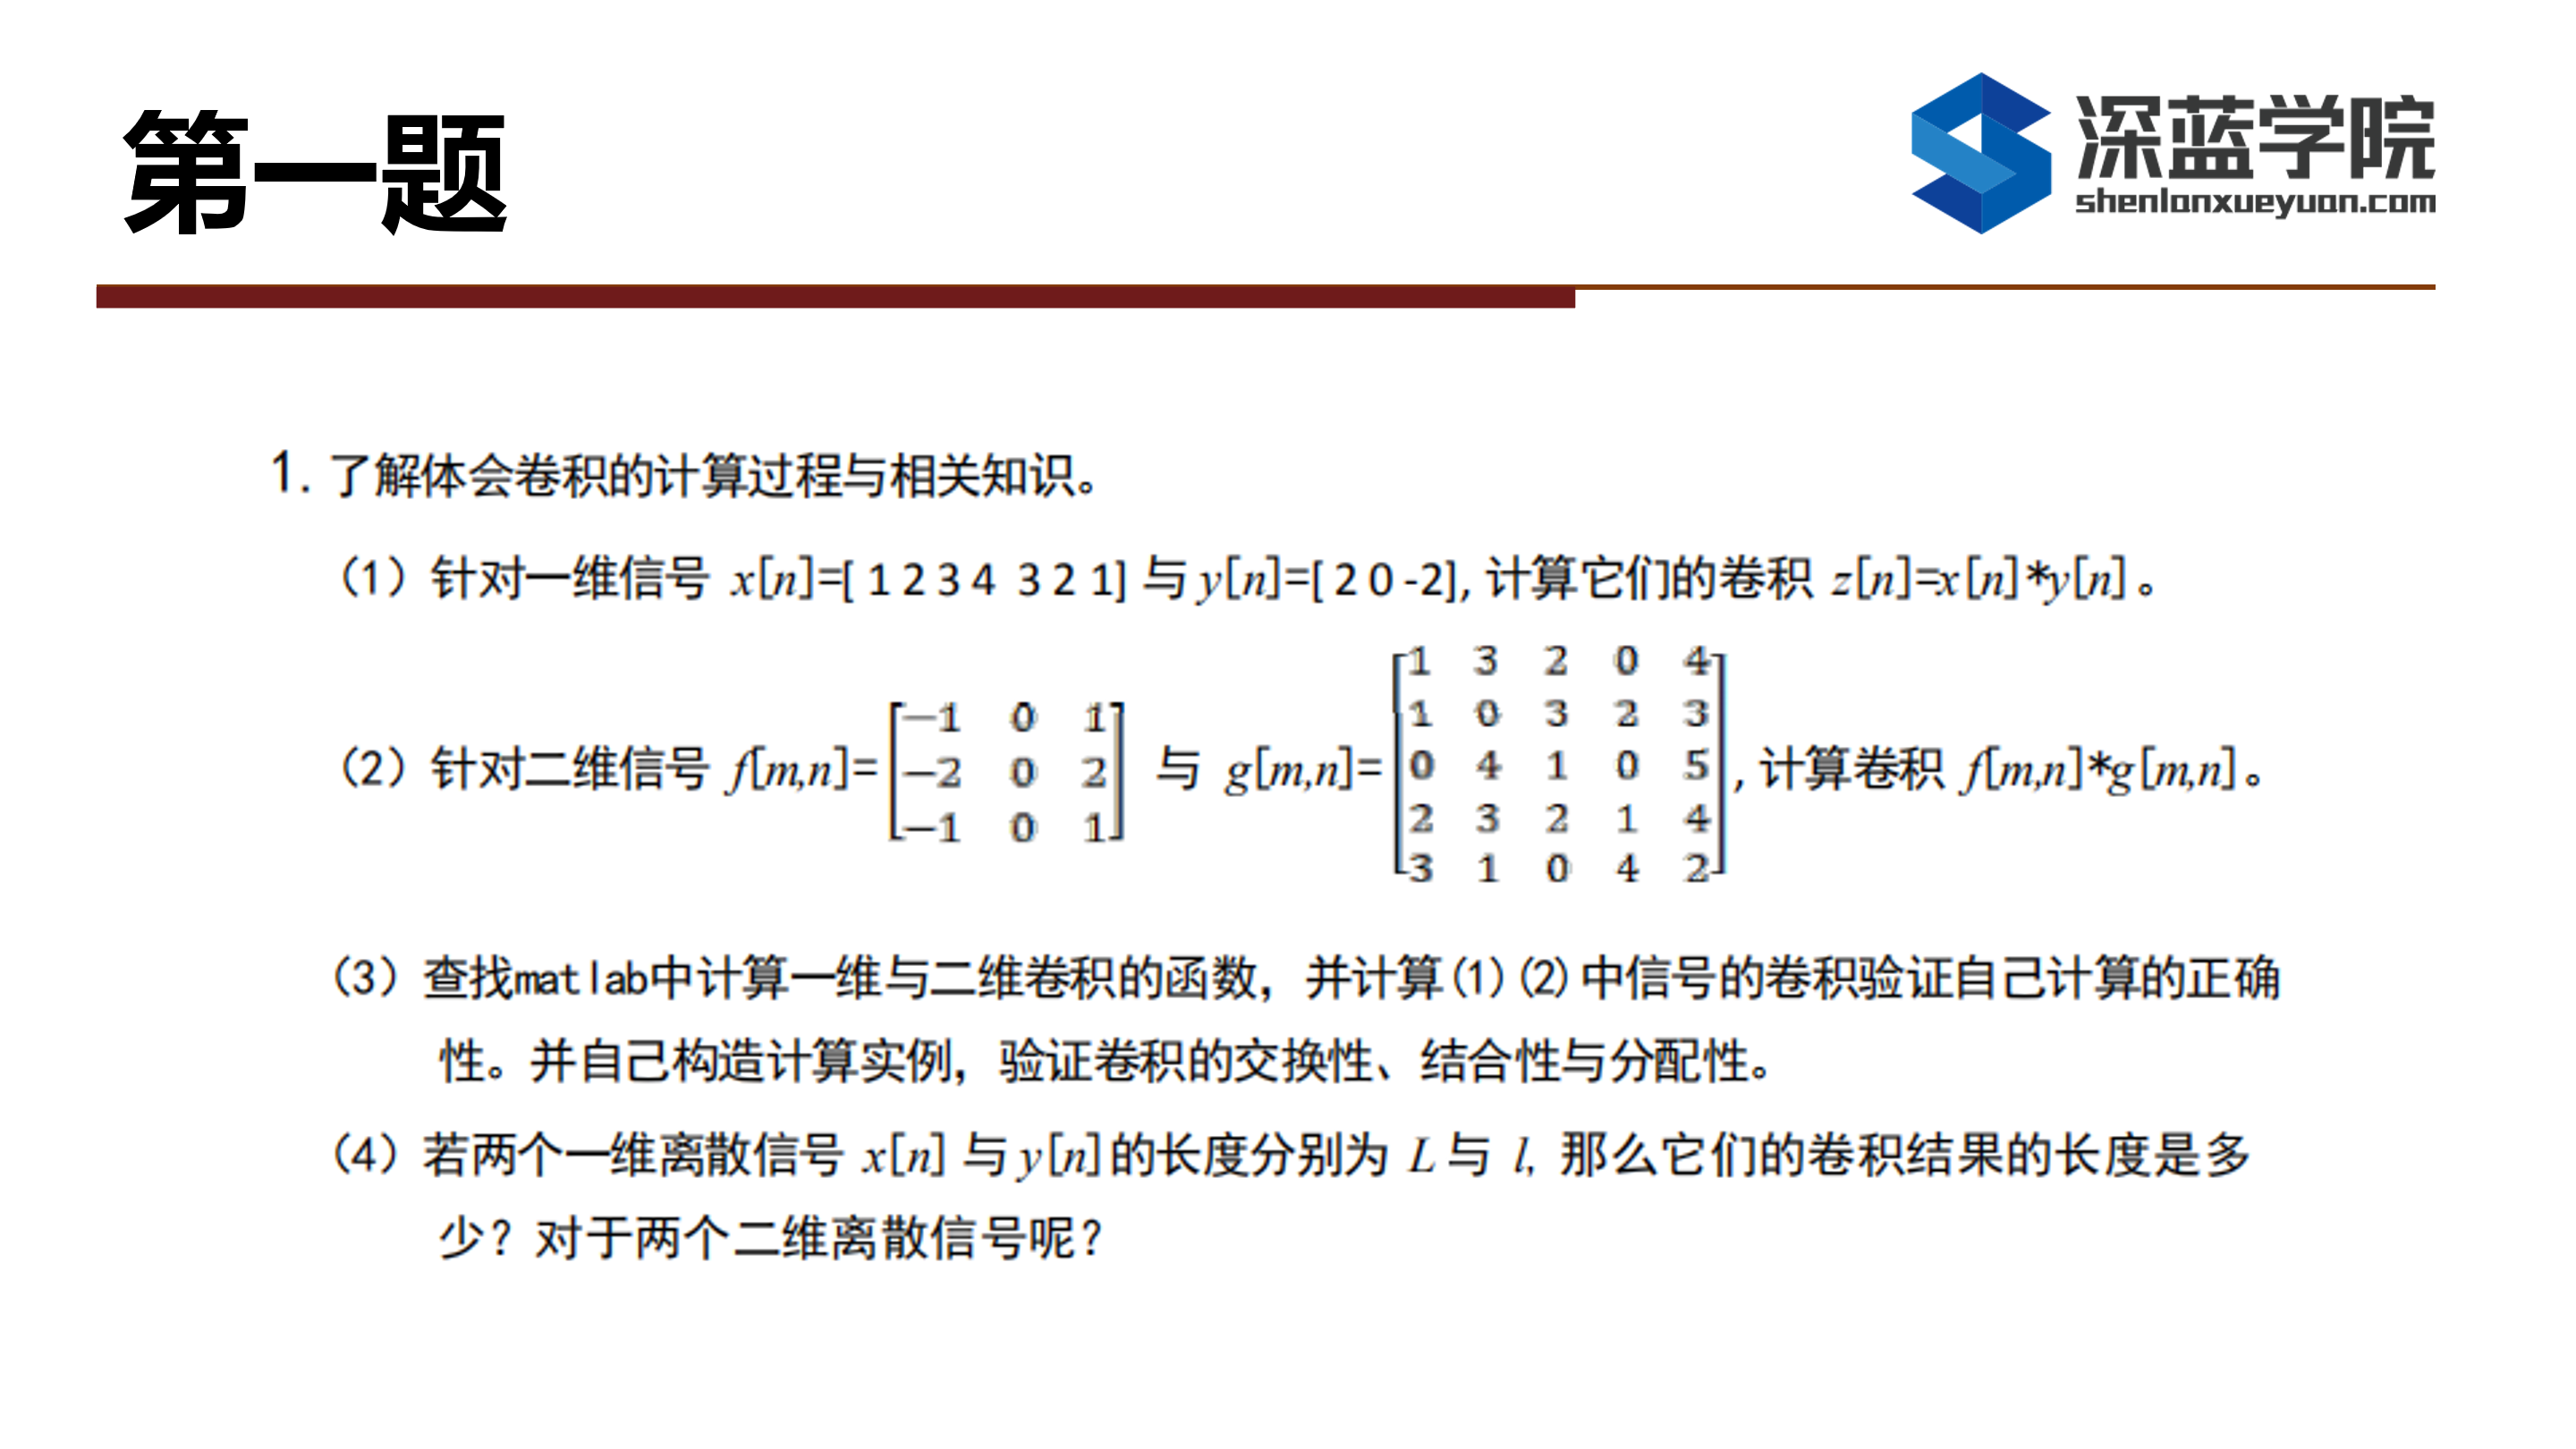 第一题
深蓝学院
shenlanxueyuan.com
1. 了解体会卷积的计算过程与相关知识。
（1）针对一维信号 x[n]=[ 1 2 3 4 3 2 1] 与 y[n]=[ 2 0 -2], 计算它们的卷积 z[n]=x[n]*y[n]。
（2）针对二维信号 f[m,n]=
−1 0 1
−2 0 2
−1 0 1
与 g[m,n]=
1 3 2 0 4
1 0 3 2 3
0 4 1 0 5
2 3 2 1 4
3 1 0 4 2
, 计算卷积 f[m,n]*g[m,n]。
（3）查找matlab中计算一维与二维卷积的函数，并计算(1)(2)中信号的卷积验证自己计算的正确
性。并自己构造计算实例，验证卷积的交换性、结合性与分配性。
（4）若两个一维离散信号 x[n] 与 y[n] 的长度分别为 L 与 l, 那么它们的卷积结果的长度是多
少？对于两个二维离散信号呢？